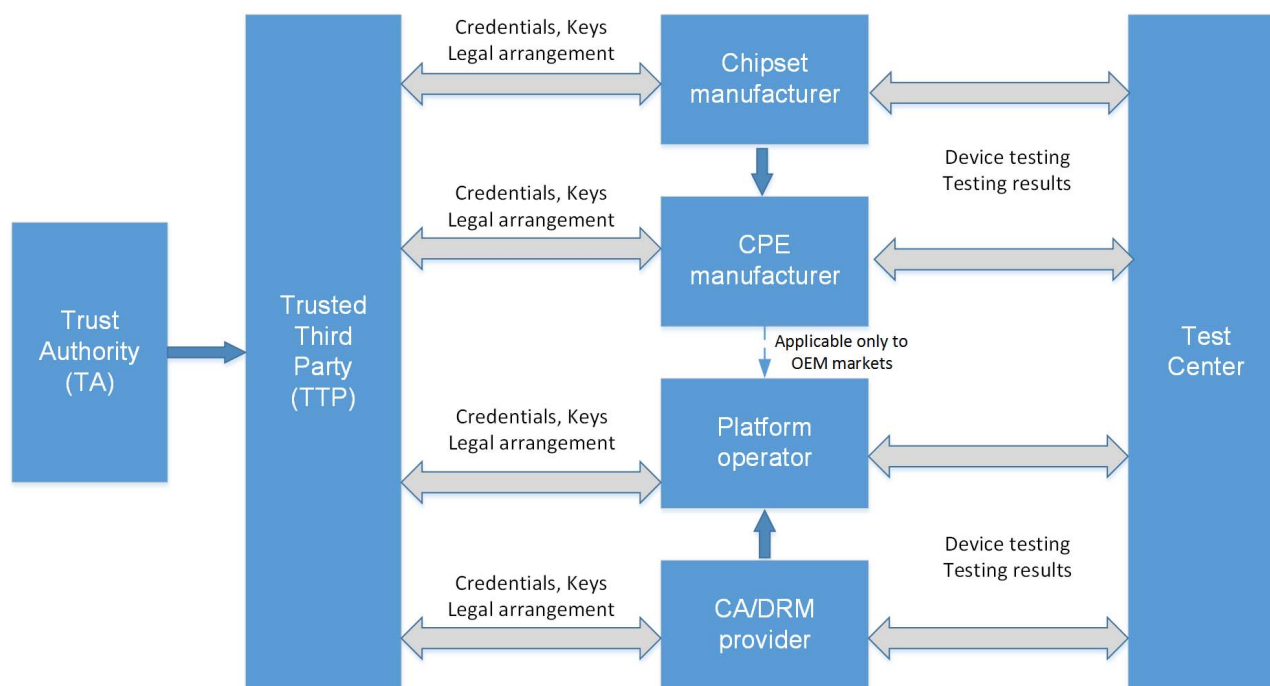 Credentials, Keys
Legal arrangement
Chipset
manufacturer
Device testing
Testing results
Credentials, Keys
Legal arrangement
CPE
manufacturer
Trust
Authority
(TA)
Trusted
Third
Party
(TTP)
Applicable only to
OEM markets
Test
Center
Credentials, Keys
Legal arrangement
Platform
operator
Device testing
Testing results
Credentials, Keys
Legal arrangement
CA/DRM
provider